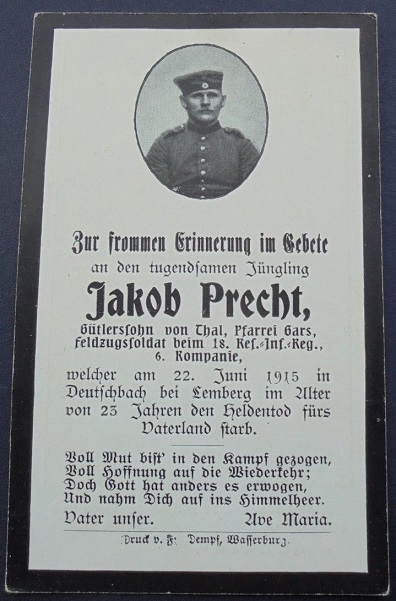 Zur frommen Erinnerung im Gebete
an den tugendsamen Jüngling
Jakob Precht,
Gütlerssohn von Thal, Pfarrei Gars,
Feldzugssoldat beim 18. Res.-Inf.-Reg.,
6. Kompanie,
welcher am 22. Juni 1915 in
Deutschbach bei Lemberg im Alter
von 23 Jahren den Heldentod fürs
Vaterland starb.
Voll Mut bist' in den Kampf gezogen,
Voll Hoffnung auf die Wiederkehr;
Doch Gott hat anders es erwogen,
Und nahm Dich auf ins Himmelheer.
Vater unser. Ave Maria.
Druck v. F. Dempf, Wasserburg.